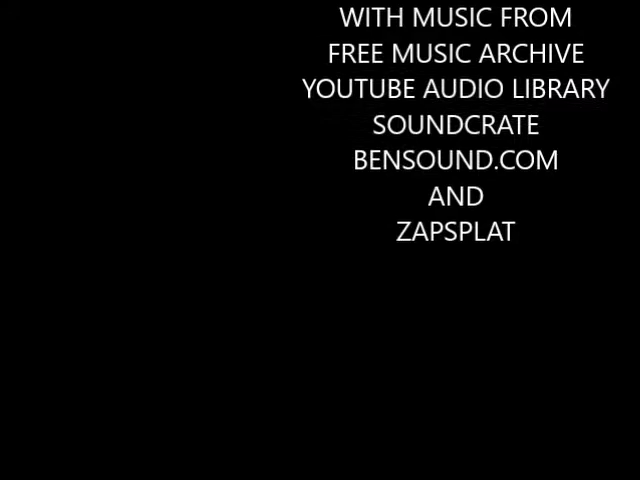 WITH MUSIC FROM
FREE MUSIC ARCHIVE
YOUTUBE AUDIO LIBRARY
SOUNDCRATE
BENSOUND.COM
AND
ZAPSPLAT